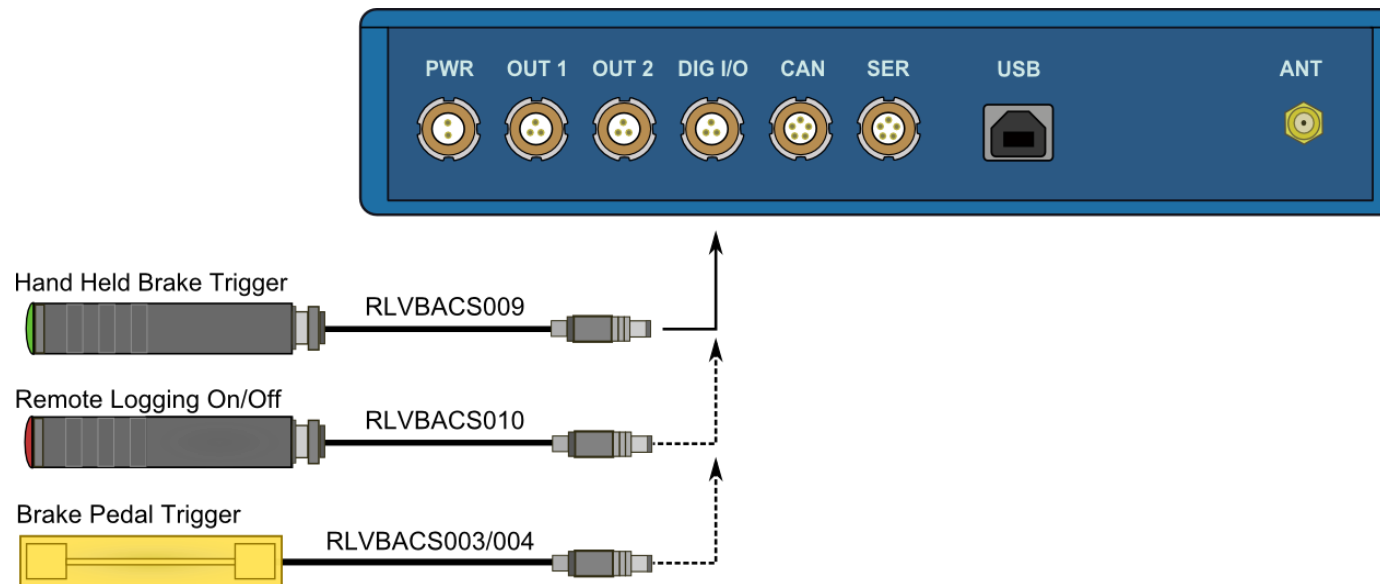 PWR OUT 1 OUT 2 DIG I/O CAN SER USB ANT
Hand Held Brake Trigger
RLVBACS009
Remote Logging On/Off
RLVBACS010
Brake Pedal Trigger
RLVBACS003/004